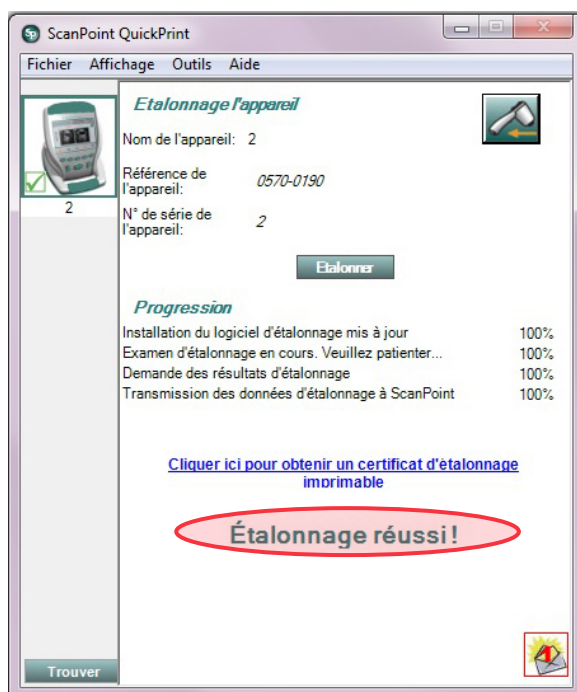 ScanPoint QuickPrint
Fichier Affichage Outils Aide
Etalonnage l'appareil
Nom de l'appareil: 2
Référence de
l'appareil: 0570-0190
2
N° de série de
l'appareil: 2
Etalonner
Progression
Installation du logiciel d'étalonnage mis à jour 100%
Examen d'étalonnage en cours. Veuillez patienter... 100%
Demande des résultats d'étalonnage 100%
Transmission des données d'étalonnage à ScanPoint 100%
Cliquer ici pour obtenir un certificat d'ètalonnage
imprimable
Étalonnage réussi!
Trouver